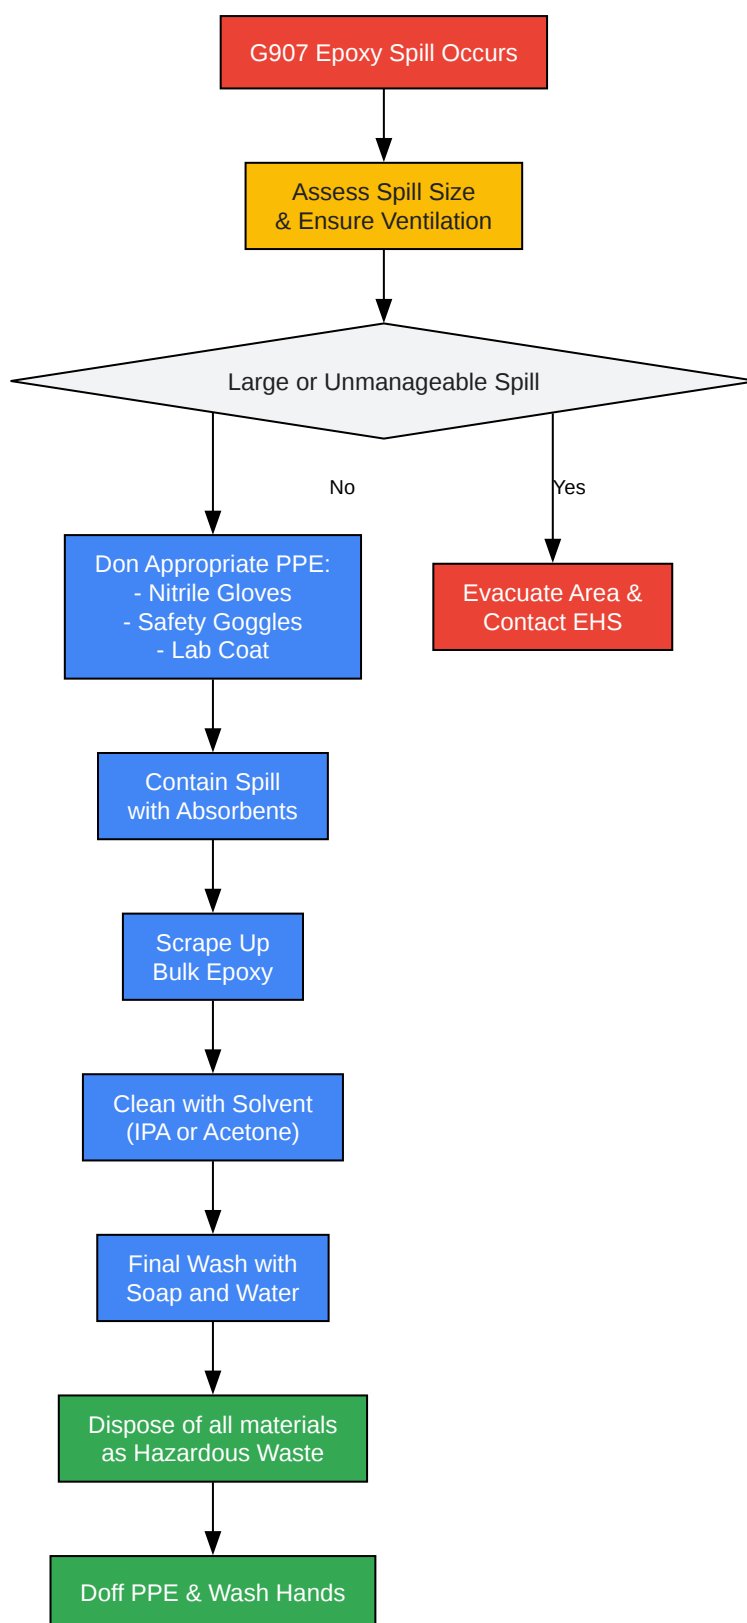 G907 Epoxy Spill Occurs
Assess Spill Size
& Ensure Ventilation
Large or Unmanageable Spill
No
Yes
Don Appropriate PPE:
- Nitrile Gloves
- Safety Goggles
- Lab Coat
Evacuate Area &
Contact EHS
Contain Spill
with Absorbents
Scrape Up
Bulk Epoxy
Clean with Solvent
(IPA or Acetone)
Final Wash with
Soap and Water
Dispose of all materials
as Hazardous Waste
Doff PPE & Wash Hands